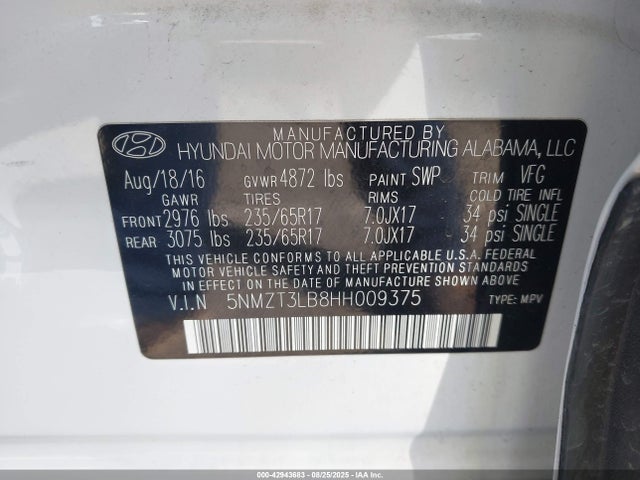 MANUFACTURED BY
HYUNDAI MOTOR MANUFACTURING ALABAMA, LLC
Aug/18/16 GVWR 4872 lbs PAINT SWP TRIM VFG
GAWR TIRES RIMS COLD TIRE INFL
FRONT 2976 lbs 235/65R17 7.0JX17 34 psi SINGLE
REAR 3075 lbs 235/65R17 7.0JX17 34 psi SINGLE
THIS VEHICLE CONFORMS TO ALL APPLICABLE U.S.A. FEDERAL
MOTOR VEHICLE SAFETY AND THEFT PREVENTION STANDARDS
IN EFFECT ON THE DATE OF MANUFACTURE SHOWN ABOVE.
V.I.N 5NMZT3LB8HH009375 TYPE: MPV
000-42943683 - 08/25/2025 - IAA Inc.